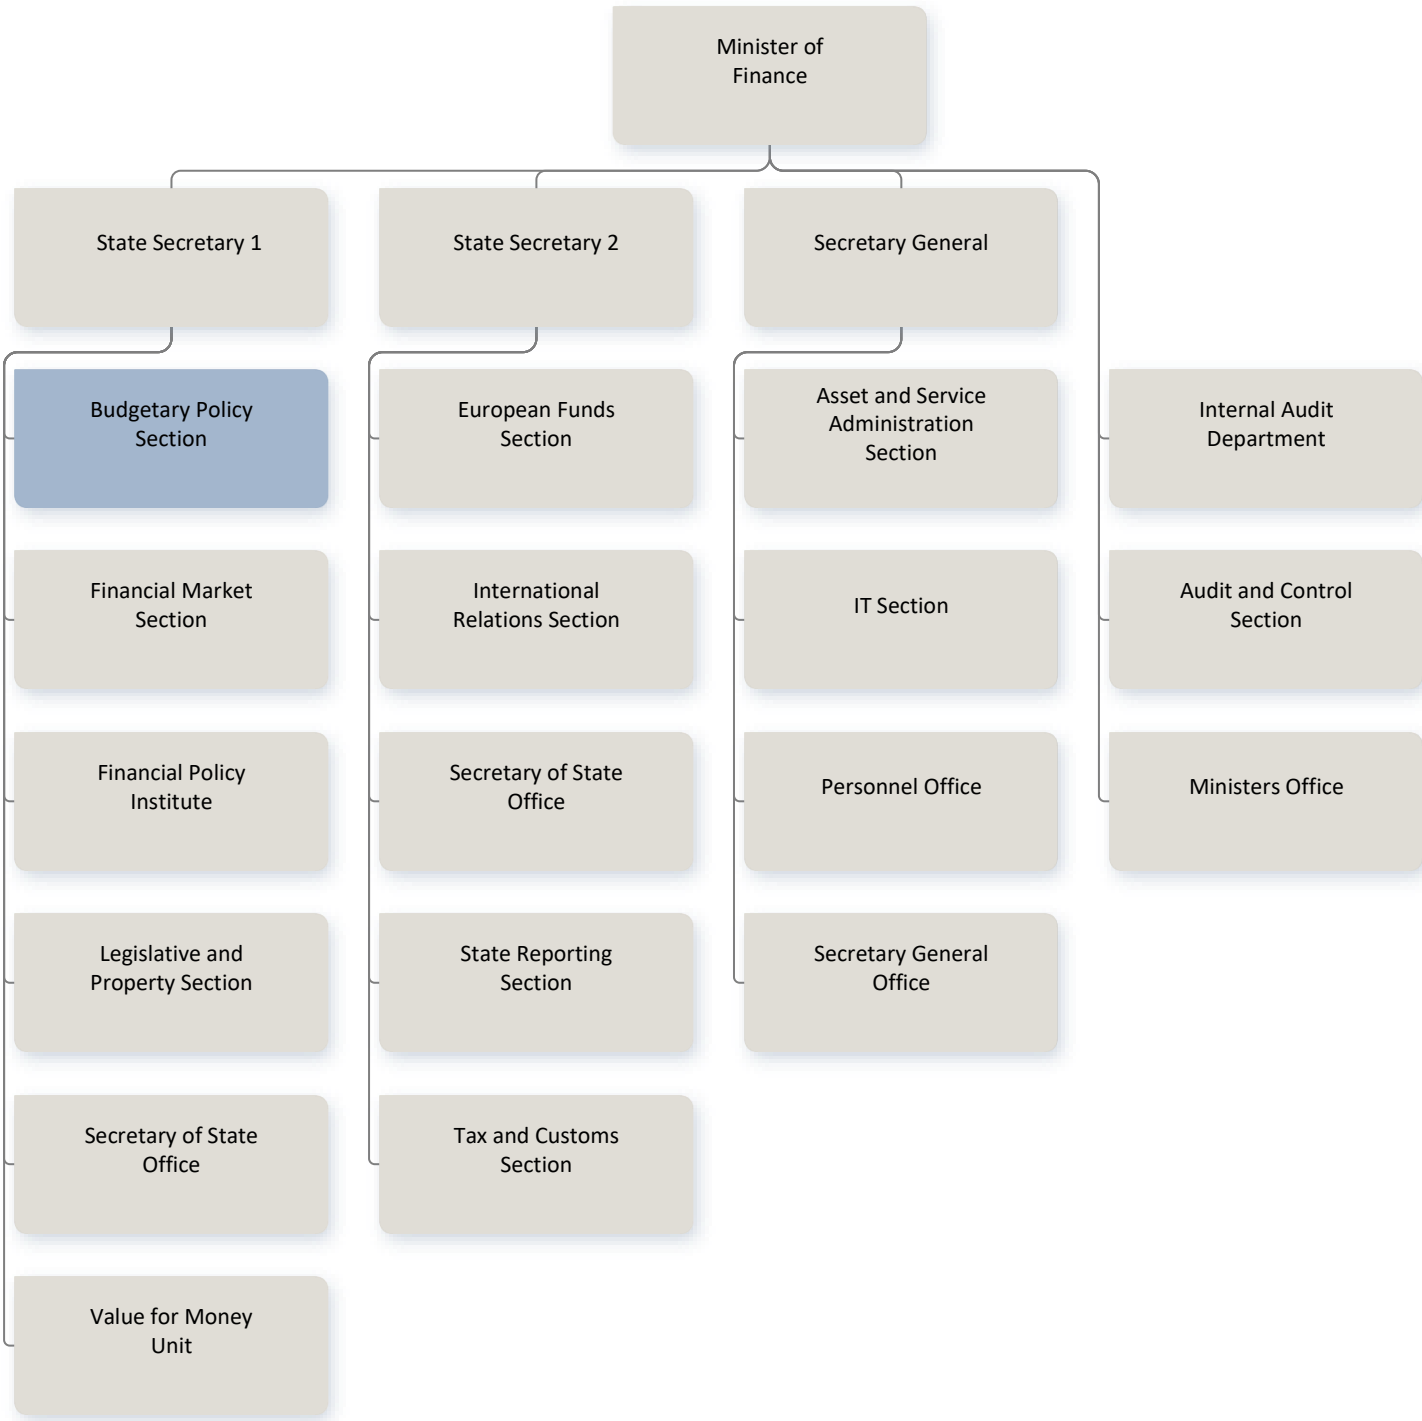 Minister of
Finance
State Secretary 1
State Secretary 2
Secretary General
Budgetary Policy
Section
European Funds
Section
Asset and Service
Administration
Section
Internal Audit
Department
Financial Market
Section
International
Relations Section
IT Section
Audit and Control
Section
Financial Policy
Institute
Secretary of State
Office
Personnel Office
Ministers Office
Legislative and
Property Section
State Reporting
Section
Secretary General
Office
Secretary of State
Office
Tax and Customs
Section
Value for Money
Unit